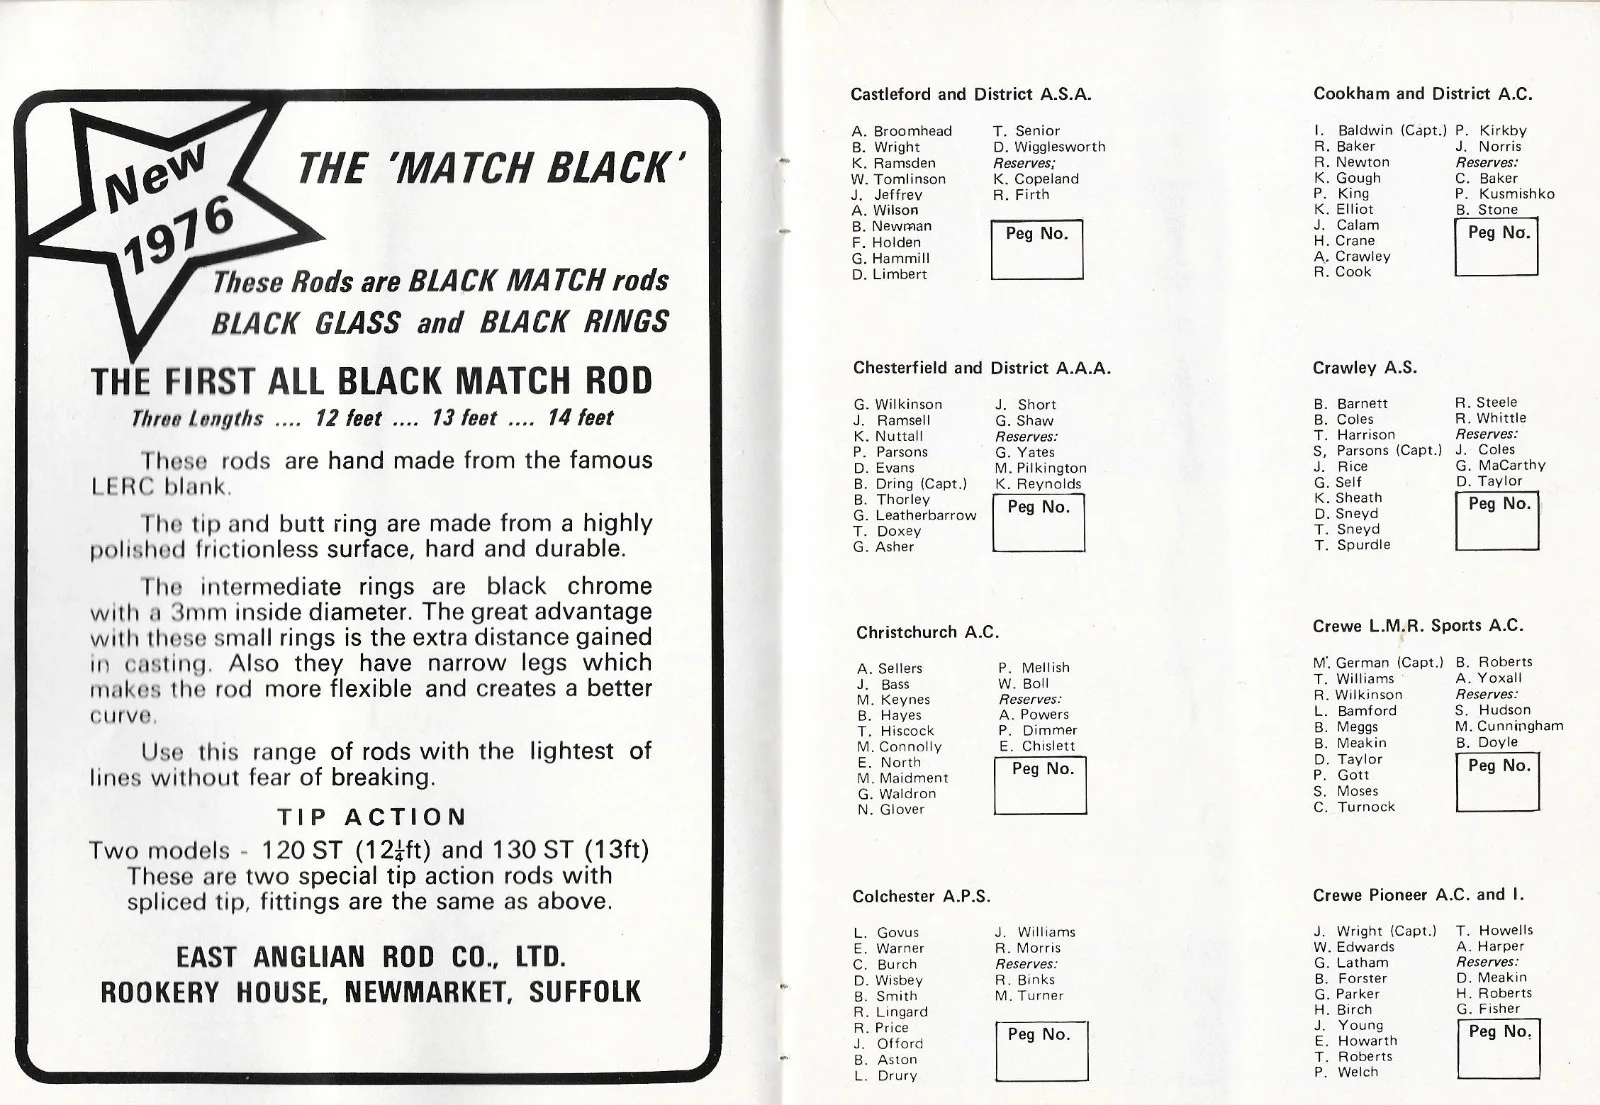 New
1976
THE 'MATCH BLACK'
These Rods are BLACK MATCH rods
BLACK GLASS and BLACK RINGS
THE FIRST ALL BLACK MATCH ROD
Three Lengths .... 12 feet .... 13 feet .... 14 feet
These rods are hand made from the famous
LERC blank.
The tip and butt ring are made from a highly
polished frictionless surface, hard and durable.
The intermediate rings are black chrome
with a 3mm inside diameter. The great advantage
with these small rings is the extra distance gained
in casting. Also they have narrow legs which
makes the rod more flexible and creates a better
curve.
Use this range of rods with the lightest of
lines without fear of breaking.
TIP ACTION
Two models - 120 ST (12¼ft) and 130 ST (13ft)
These are two special tip action rods with
spliced tip, fittings are the same as above.
EAST ANGLIAN ROD CO., LTD.
ROOKERY HOUSE, NEWMARKET, SUFFOLK
Castleford and District A.S.A.
A. Broomhead
B. Wright
K. Ramsden
W. Tomlinson
J. Jeffrey
A. Wilson
B. Newman
F. Holden
G. Hammill
D. Limbert
T. Senior
D. Wigglesworth
Reserves;
K. Copeland
R. Firth
Peg No.
Chesterfield and District A.A.A.
G. Wilkinson
J. Ramsell
K. Nuttall
P. Parsons
D. Evans
B. Dring (Capt.)
B. Thorley
G. Leatherbarrow
T. Doxey
G. Asher
J. Short
G. Shaw
Reserves:
G. Yates
M. Pilkington
K. Reynolds
Peg No.
Christchurch A.C.
A. Sellers
J. Bass
M. Keynes
B. Hayes
T. Hiscock
M. Connolly
E. North
M. Maidment
G. Waldron
N. Glover
P. Mellish
W. Boll
Reserves:
A. Powers
P. Dimmer
E. Chislett
Peg No.
Colchester A.P.S.
L. Govus
E. Warner
C. Burch
D. Wisbey
B. Smith
R. Lingard
R. Price
J. Offord
B. Aston
L. Drury
J. Williams
R. Morris
Reserves:
R. Binks
M. Turner
Peg No.
Cookham and District A.C.
I. Baldwin (Capt.)
R. Baker
R. Newton
K. Gough
P. King
K. Elliot
J. Calam
H. Crane
A. Crawley
R. Cook
P. Kirkby
J. Norris
Reserves:
C. Baker
P. Kusmishko
B. Stone
Peg No.
Crawley A.S.
B. Barnett
B. Coles
T. Harrison
S, Parsons (Capt.)
J. Rice
G. Self
K. Sheath
D. Sneyd
T. Sneyd
T. Spurdle
R. Steele
R. Whittle
Reserves:
J. Coles
G. MaCarthy
D. Taylor
Peg No.
Crewe L.M.R. Sports A.C.
M. German (Capt.)
T. Williams
R. Wilkinson
L. Bamford
B. Meggs
B. Meakin
D. Taylor
P. Gott
S. Moses
C. Turnock
B. Roberts
A. Yoxall
Reserves:
S. Hudson
M. Cunningham
B. Doyle
Peg No.
Crewe Pioneer A.C. and I.
J. Wright (Capt.)
W. Edwards
G. Latham
B. Forster
G. Parker
H. Birch
J. Young
E. Howarth
T. Roberts
P. Welch
T. Howells
A. Harper
Reserves:
D. Meakin
H. Roberts
G. Fisher
Peg No.